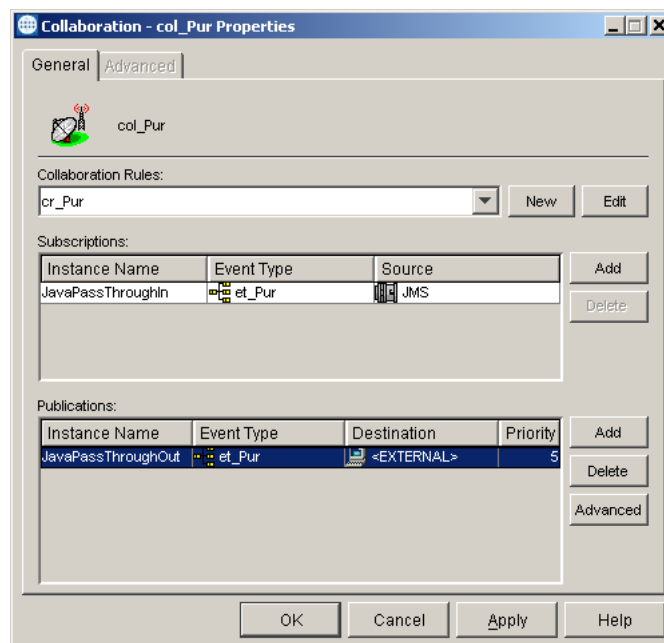 Collaboration - col_Pur Properties
General Advanced
col_Pur
Collaboration Rules:
cr_Pur New Edit
Subscriptions:
Instance Name Event Type Source Add
JavaPassThroughIn et_Pur JMS
Delete
Publications:
Instance Name Event Type Destination Priority Add
JavaPassThroughOut et_Pur <EXTERNAL> 5
Delete
Advanced
OK Cancel Apply Help